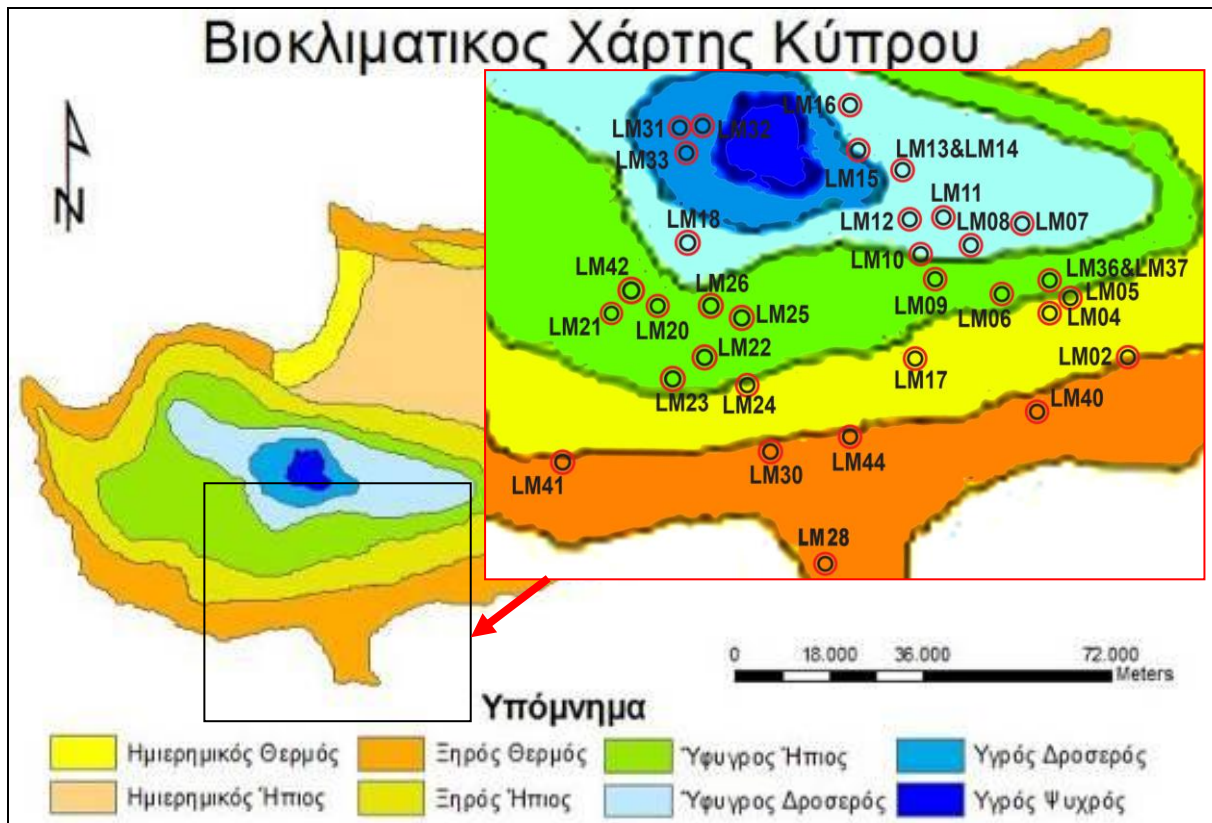 Βιοκλιματικος Χάρτης Κύπρου
N
LM16
LM31
LM32
LM33
LM15
LM13&LM14
LM11
LM12
LM08
LM07
LM18
LM10
LM36&LM37
LM42
LM26
LM09
LM05
LM21
LM20
LM25
LM06
LM04
LM22
LM02
LM17
LM23
LM24
LM40
LM41
LM30
LM44
LM28
0 18.000 36.000 72.000
Meters
Υπόμνημα
Ημιερημικός Θερμός Ξηρός Θερμός Ύφυγρος Ήπιος Υγρός Δροσερός
Ημιερημικός Ήπιος Ξηρός Ήπιος Ύφυγρος Δροσερός Υγρός Ψυχρός